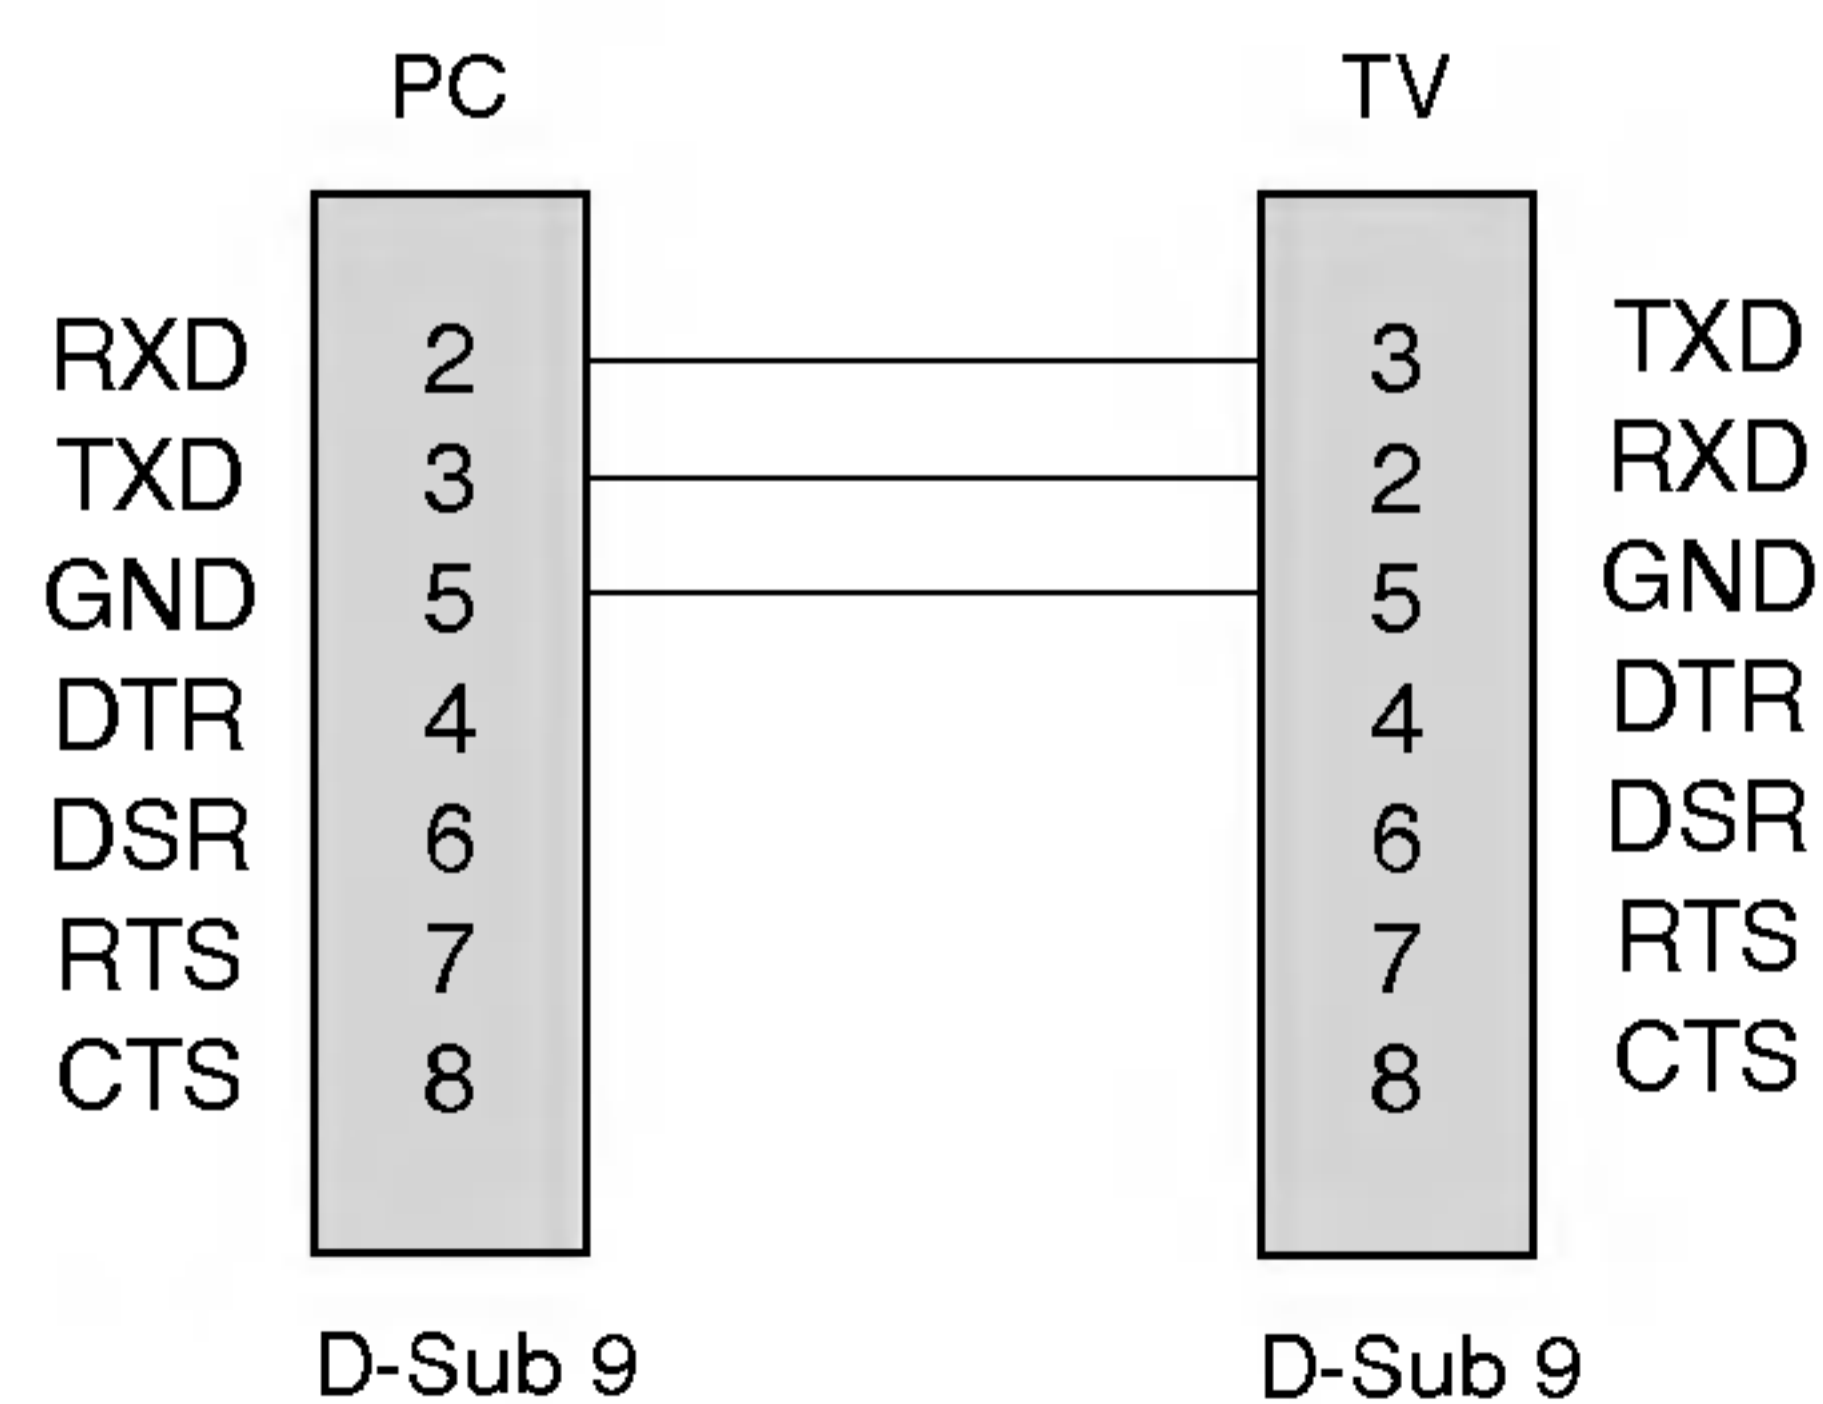 PC TV
RXD 2 3 TXD
TXD 3 2 RXD
GND 5 5 GND
DTR 4 4 DTR
DSR 6 6 DSR
RTS 7 7 RTS
CTS 8 8 CTS
D-Sub 9 D-Sub 9